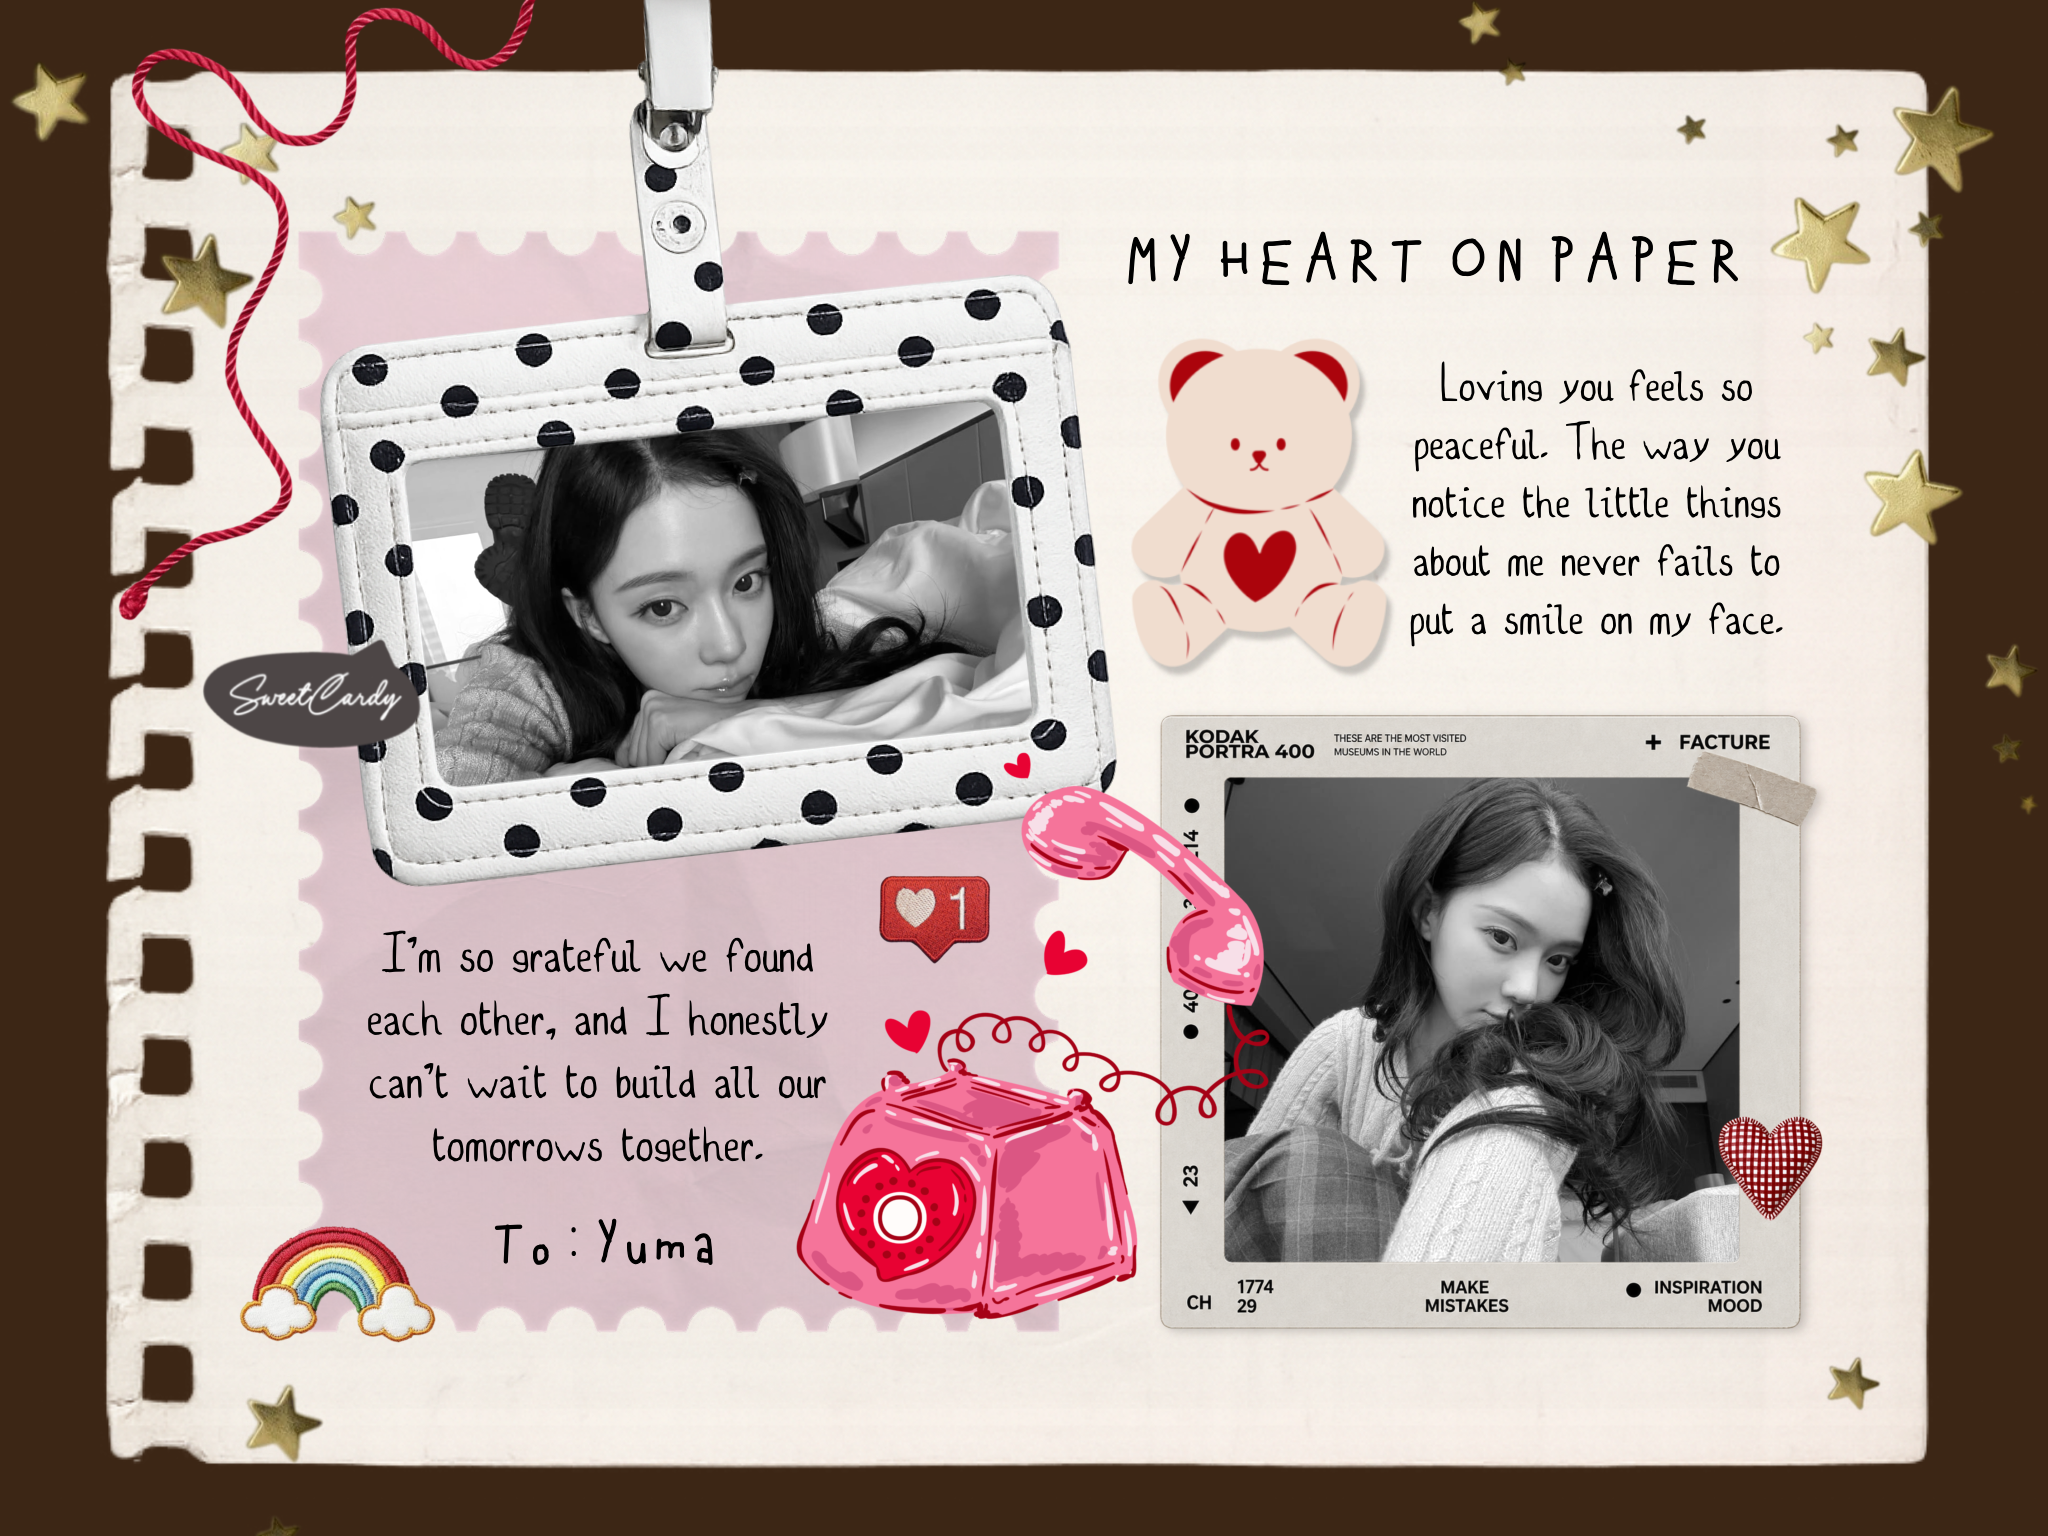 MY HEART ON PAPER
Loving you feels so
peaceful. The way you
notice the little things
about me never fails to
put a smile on my face.
SweetCardy
KODAK
PORTRA 400
THESE ARE THE MOST VISITED
MUSEUMS IN THE WORLD
+ FACTURE
1
I'm so grateful we found
each other, and I honestly
can't wait to build all our
tomorrows together.
To : Yuma
23
CH
1774
29
MAKE
MISTAKES
INSPIRATION
MOOD